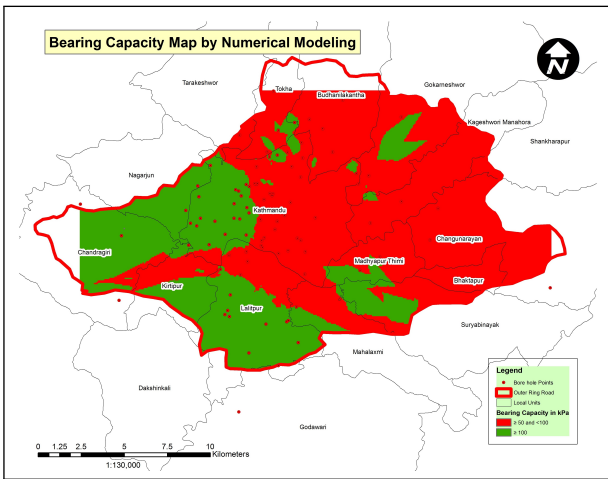 Bearing Capacity Map by Numerical Modeling
N
Tarakeshwor
Tokha
Budhanilakantha
Gokarneshwor
Kageshwori Manahora
Shankharapur
Nagarjun
Kathmandu
Chandragiri
Changunarayan
Madhyapur Thimi
Kirtipur
Bhaktapur
Lalitpur
Suryabinayak
Mahalaxmi
Dakshinkali
Godawari
Legend
Bore hole Points
Outer Ring Road
Local Units
Bearing Capacity in kPa
≥ 50 and <100
≥ 100
0 1.25 2.5 5 7.5 10
Kilometers
1:130,000